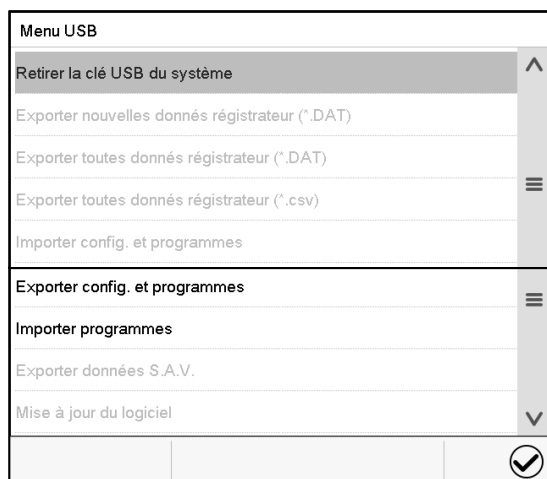 Menu USB
Retirer la clé USB du système
Exporter nouvelles donnés régistrateur (*.DAT)
Exporter toutes donnés régistrateur (*.DAT)
Exporter toutes donnés régistrateur (*.csv)
Importer config. et programmes
Exporter config. et programmes
Importer programmes
Exporter données S.A.V.
Mise à jour du logiciel